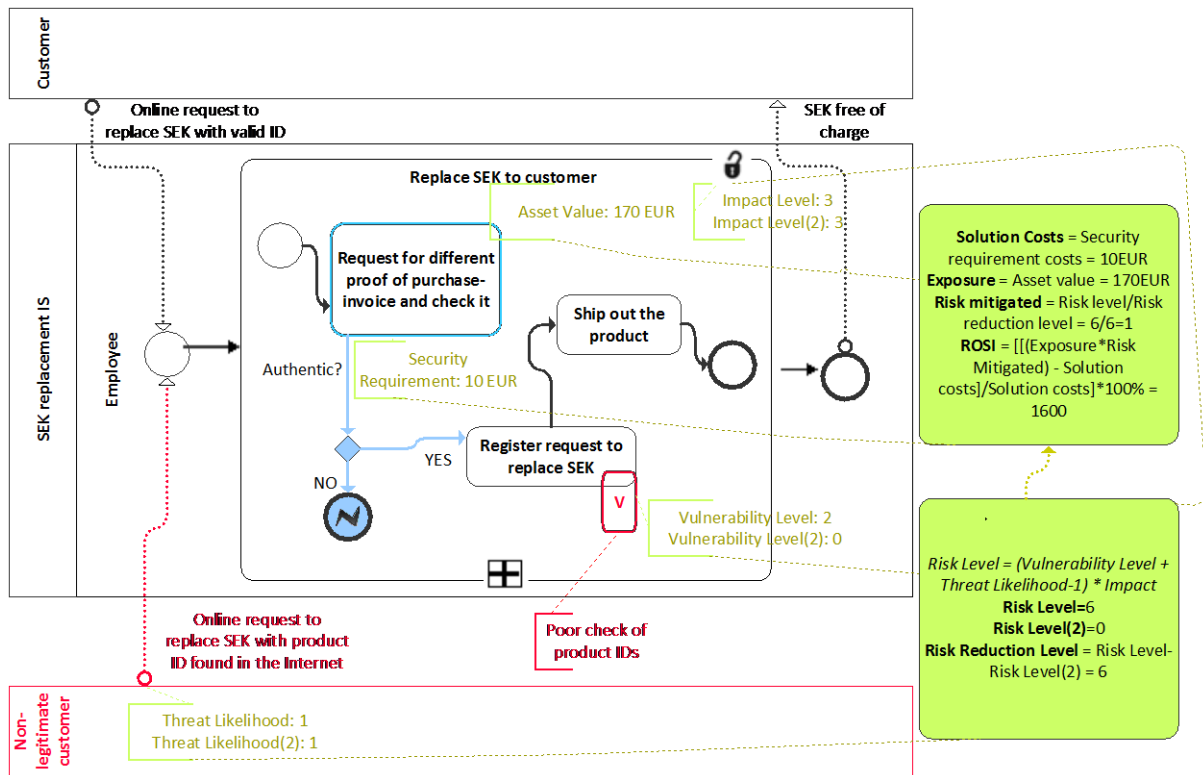 Customer
Online request to
replace SEK with valid ID
SEK free of
charge
SEK replacement IS
Employee
Replace SEK to customer
Asset Value: 170 EUR
Impact Level: 3
Impact Level(2): 3
Request for different
proof of purchase-
invoice and check it
Ship out the
product
Authentic?
Security
Requirement: 10 EUR
YES
Register request to
replace SEK
NO
V
Vulnerability Level: 2
Vulnerability Level(2): 0
Solution Costs = Security
requirement costs = 10EUR
Exposure = Asset value = 170EUR
Risk mitigated = Risk level/Risk
reduction level = 6/6=1
ROSI = [[(Exposure*Risk
Mitigated) - Solution
costs]/Solution costs]*100% =
1600
.
Risk Level = (Vulnerability Level +
Threat Likelihood-1) * Impact
Risk Level=6
Risk Level(2)=0
Risk Reduction Level = Risk Level-
Risk Level(2) = 6
Online request to
replace SEK with product
ID found in the Internet
Poor check of
product IDs
Non-
legitimate
customer
Threat Likelihood: 1
Threat Likelihood(2): 1